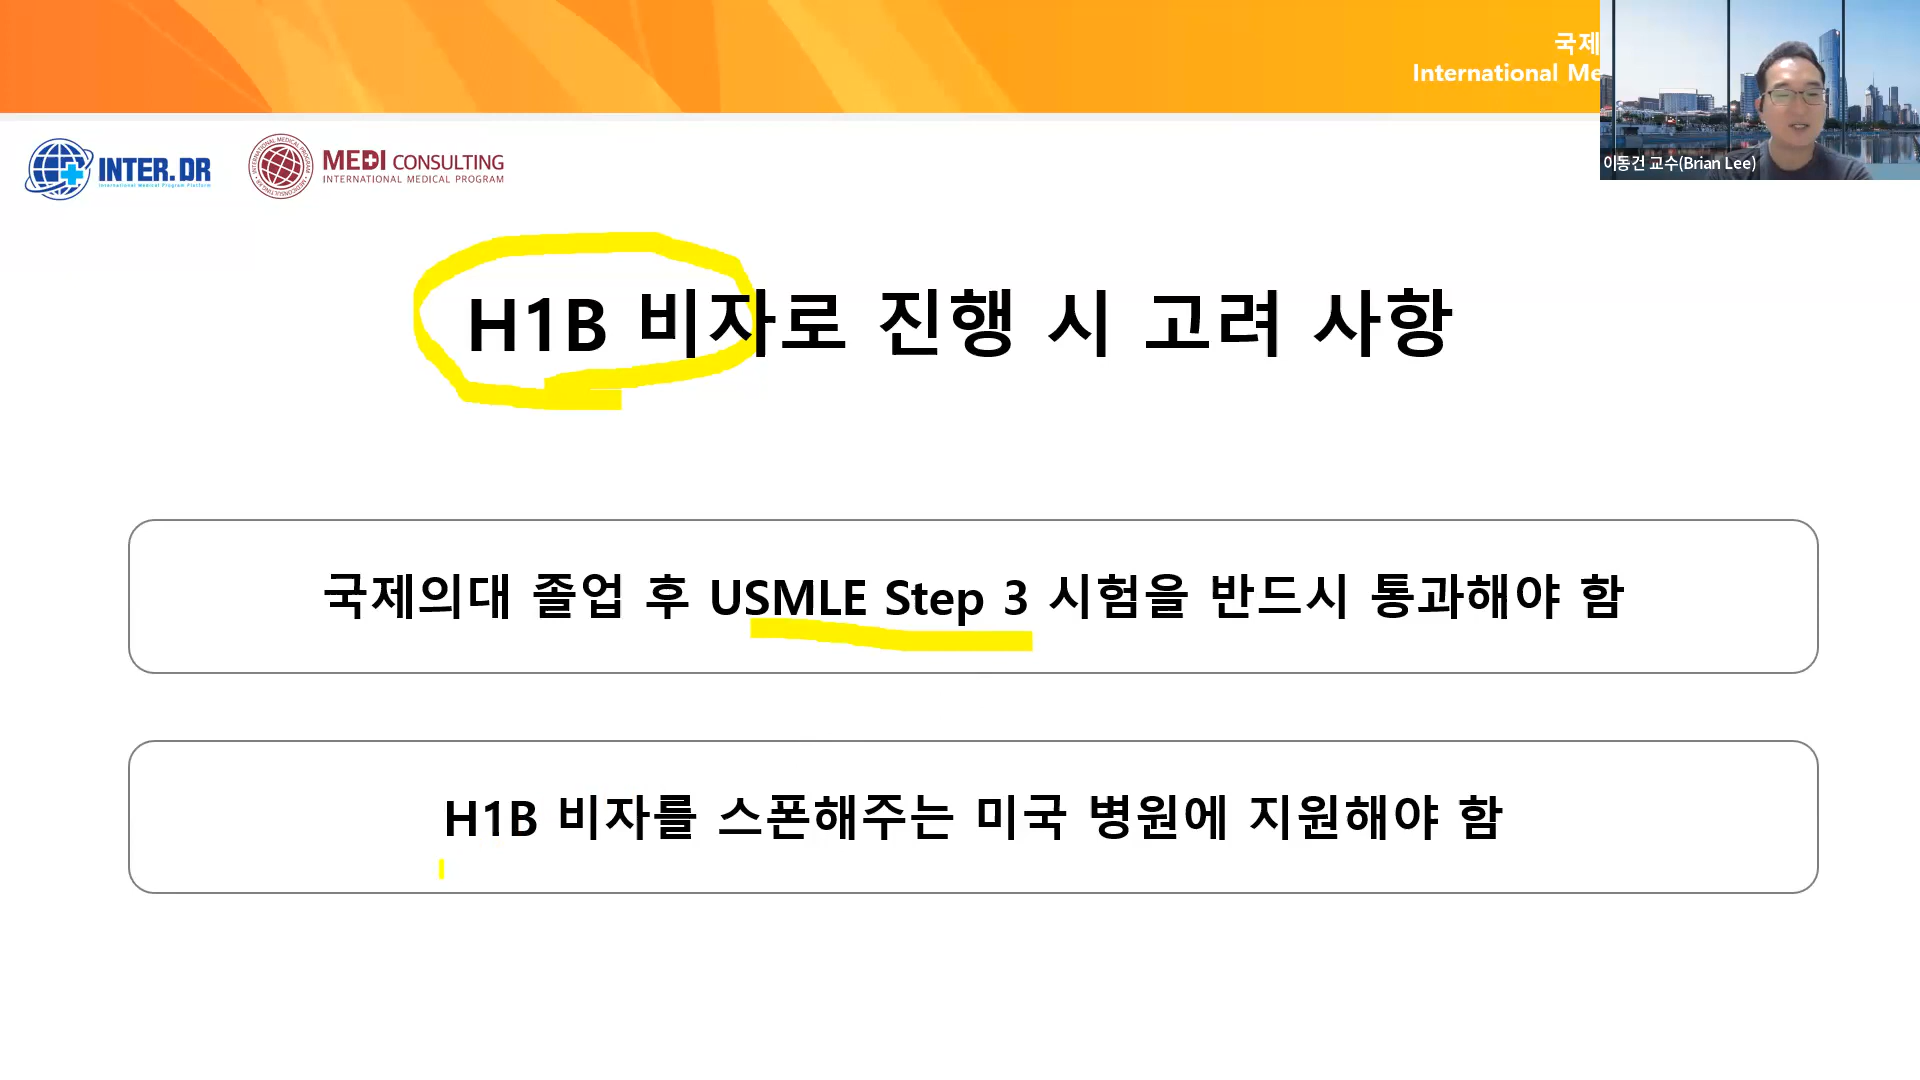 국제
International Me
이동건 교수(Brian Lee)
INTER.DR
International Medical Program Platform
MEDI CONSULTING
INTERNATIONAL MEDICAL PROGRAM
H1B 비자로 진행 시 고려 사항
국제의대 졸업 후 USMLE Step 3 시험을 반드시 통과해야 함
H1B 비자를 스폰해주는 미국 병원에 지원해야 함